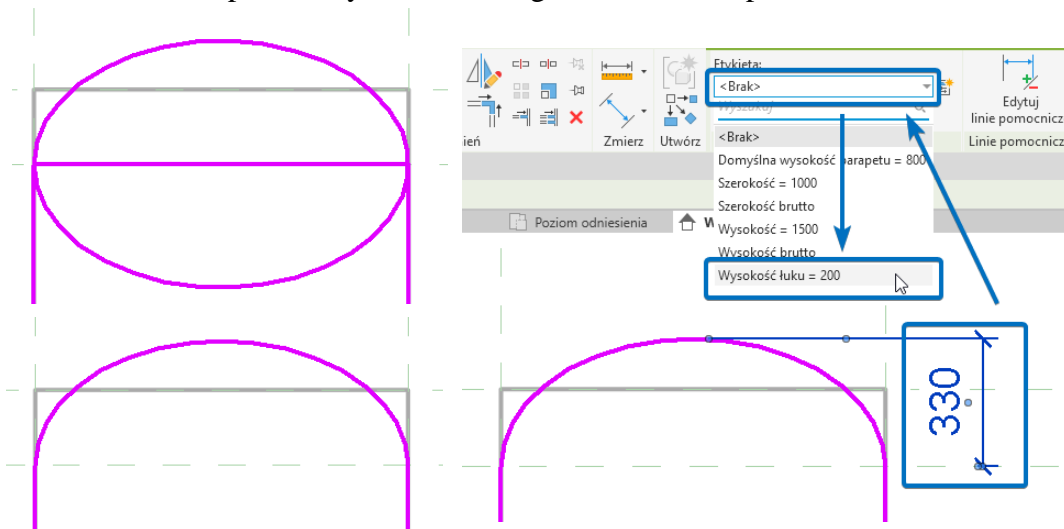 Etykieta:
<Brak>
Wyszukaj
<Brak>
Domyślna wysokość parapetu = 800
Szerokość = 1000
Szerokość brutto
Wysokość = 1500
Wysokość brutto
Wysokość łuku = 200
ień
Zmierz
Utwórz
Edytuj
linie pomocnicz
Linie pomocnicz
Poziom odniesienia
W
330